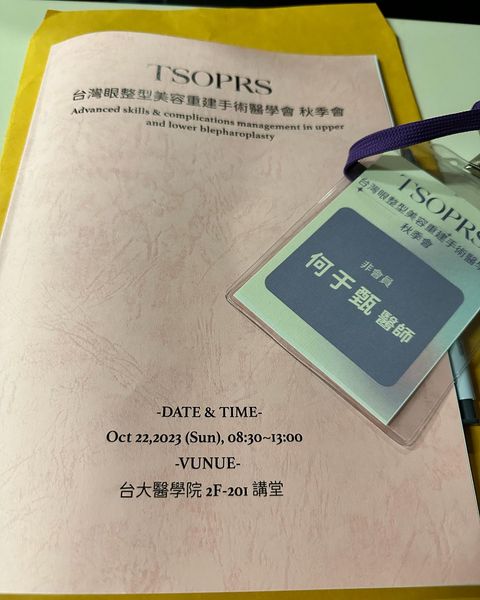 TSOPRS
台灣眼整型美容重建手術醫學會 秋季會
Advanced skills & complications management in upper
and lower blepharoplasty
-DATE & TIME-
Oct 22,2023 (Sun), 08:30~13:00
-VUNUE-
台大醫學院 2F-201 講堂
TSOPRS
台灣眼整型美容重建手術醫學
秋季會
非會員
何于甄 醫師